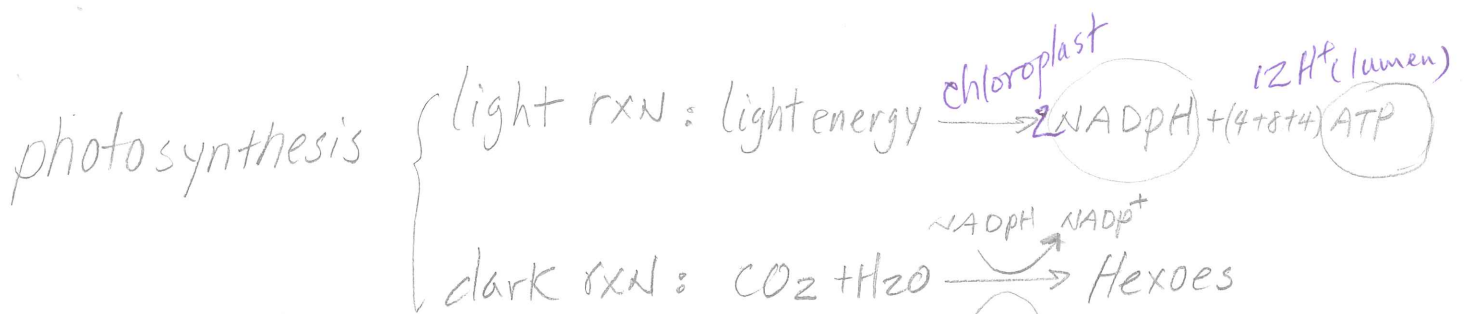 chloroplast 12H+(lumen)
photosynthesis { light rxN : light energy → 2NADpH + (4+8+4) ATP
NADpH NADp+
dark rxN : CO2 + H2O → Hexoes